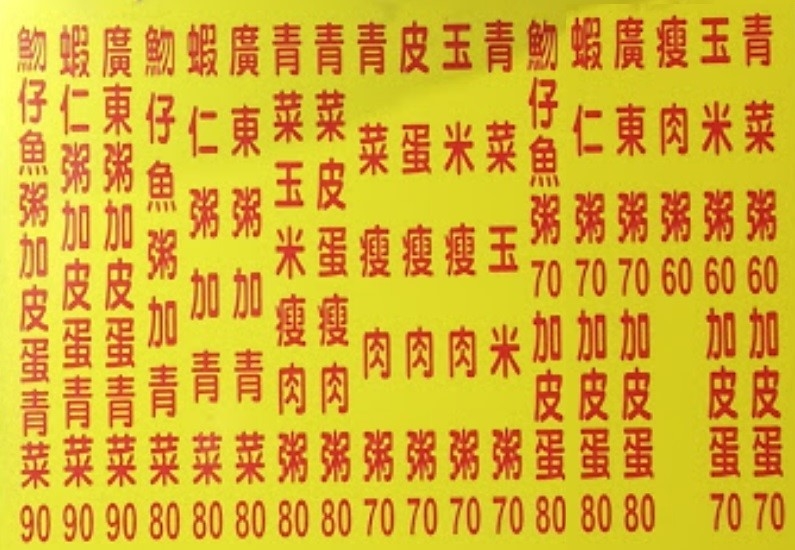 青菜粥60加皮蛋70
玉米粥60加皮蛋70
瘦肉粥60
廣東粥70加皮蛋80
蝦仁粥70加皮蛋80
魩仔魚粥70加皮蛋80
青菜玉米粥70
玉米瘦肉粥70
皮蛋瘦肉粥70
青菜瘦肉粥70
青菜皮蛋瘦肉粥80
青菜玉米瘦肉粥80
廣東粥加青菜80
蝦仁粥加青菜80
魩仔魚粥加青菜80
廣東粥加皮蛋青菜90
蝦仁粥加皮蛋青菜90
魩仔魚粥加皮蛋青菜90